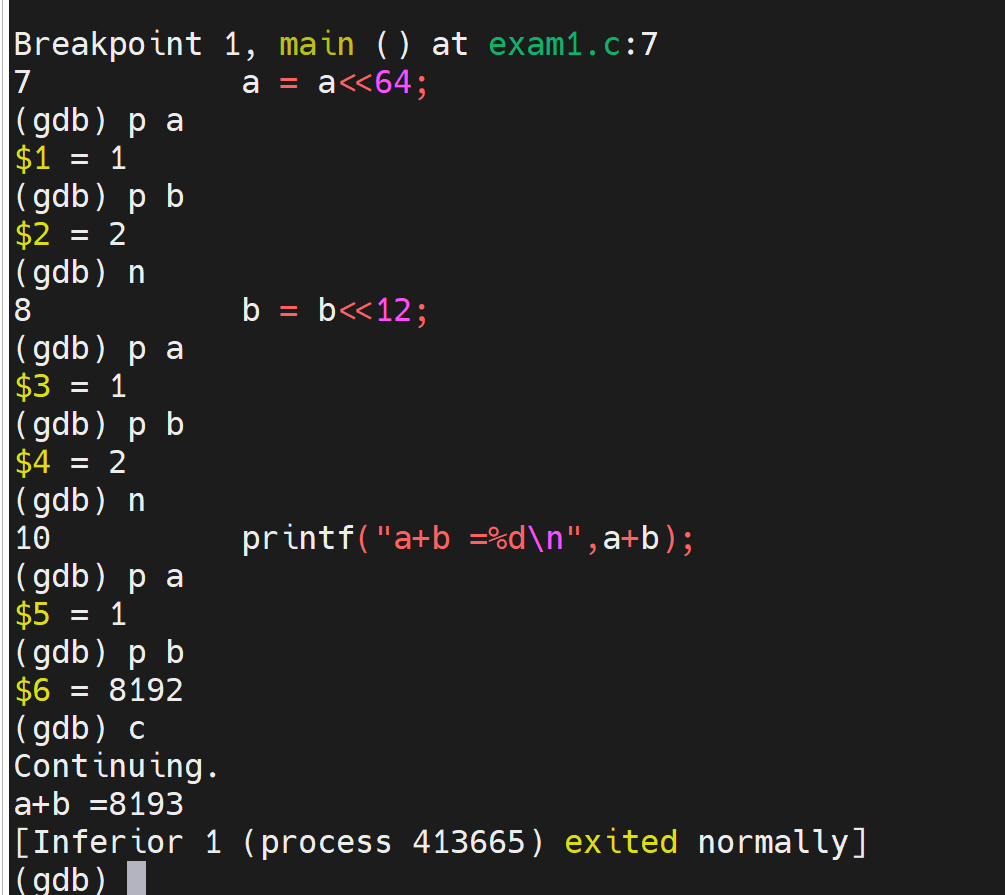 Breakpoint 1, main () at exam1.c:7
7            a = a<<64;
(gdb) p a
$1 = 1
(gdb) p b
$2 = 2
(gdb) n
8            b = b<<12;
(gdb) p a
$3 = 1
(gdb) p b
$4 = 2
(gdb) n
10           printf("a+b =%d\n",a+b);
(gdb) p a
$5 = 1
(gdb) p b
$6 = 8192
(gdb) c
Continuing.
a+b =8193
[Inferior 1 (process 413665) exited normally]
(gdb)